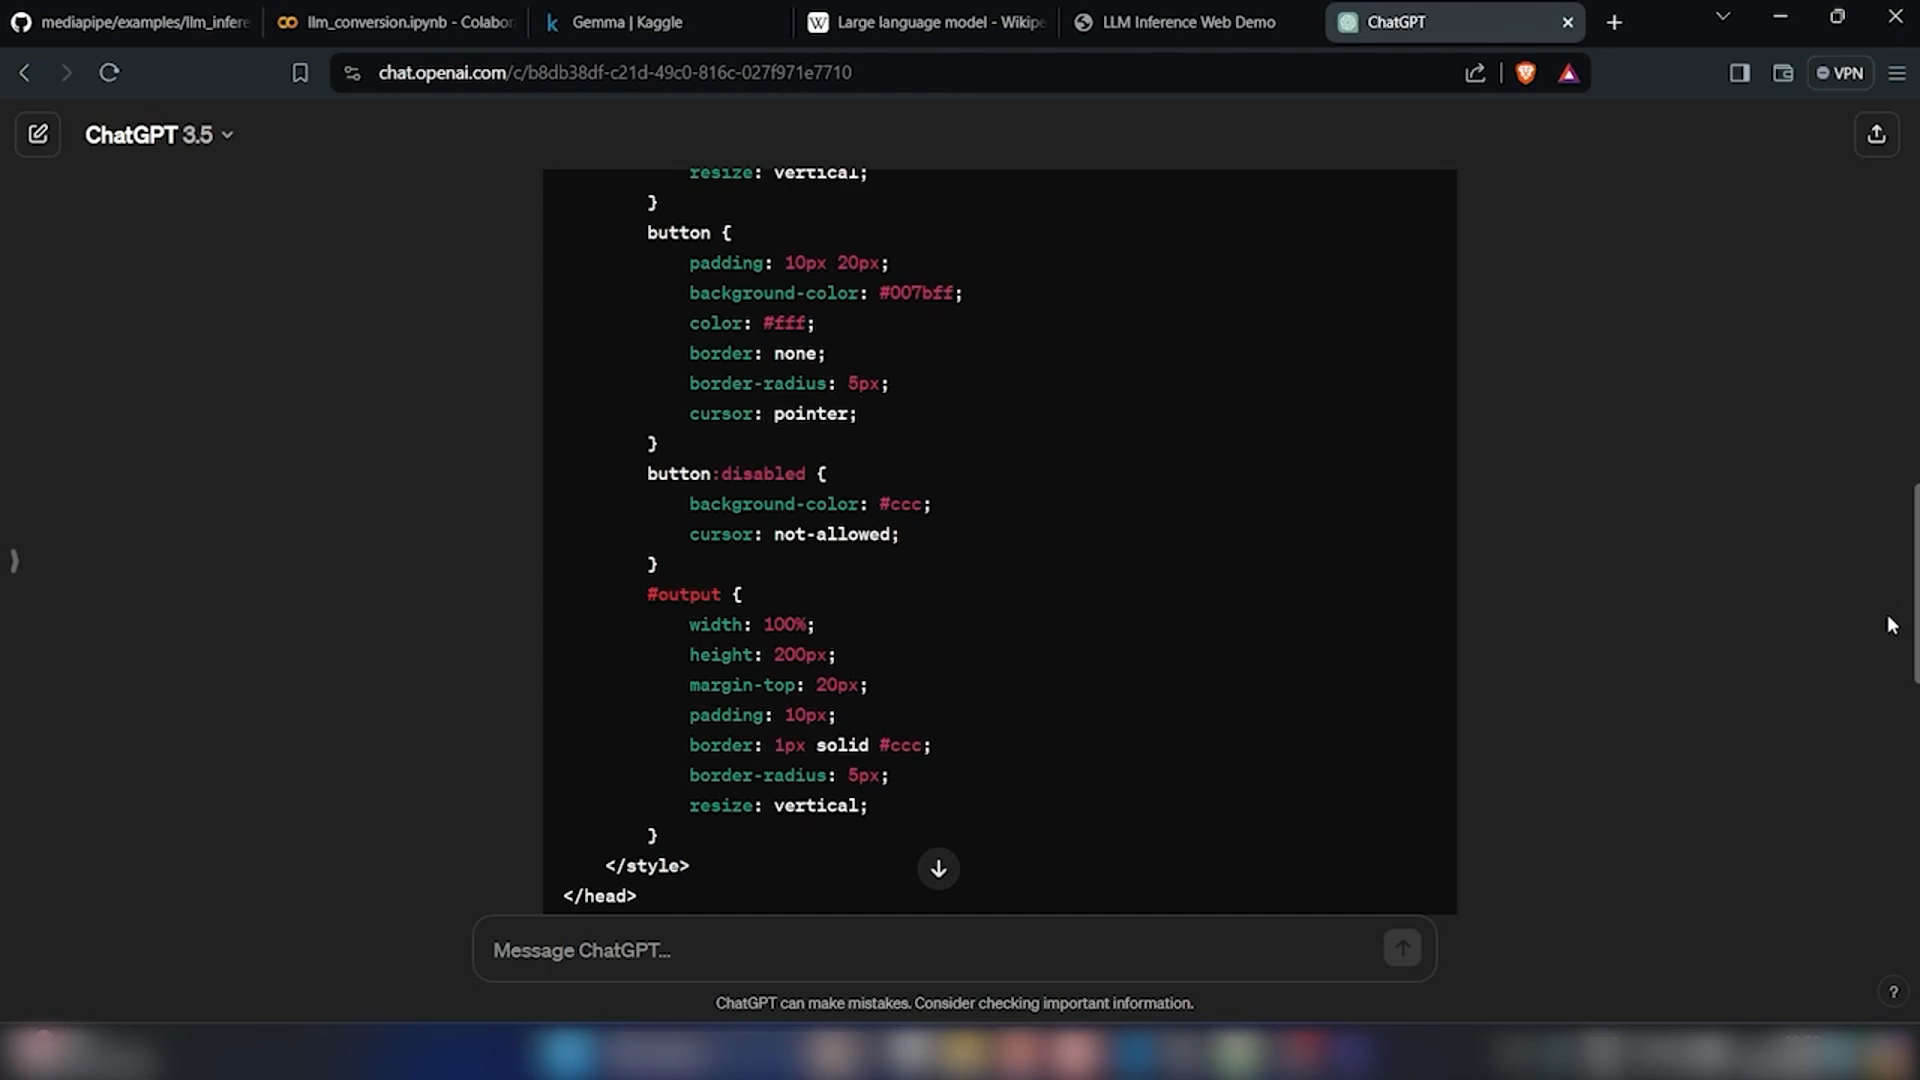 mediapipe/examples/llm_infere
llm_conversion.ipynb - Colabor
Gemma | Kaggle
Large language model - Wikipe
LLM Inference Web Demo
ChatGPT
chat.openai.com/c/b8db38df-c21d-49c0-816c-027f971e7710
VPN
ChatGPT 3.5
resize: vertical;
}
button {
padding: 10px 20px;
background-color: #007bff;
color: #fff;
border: none;
border-radius: 5px;
cursor: pointer;
}
button:disabled {
background-color: #ccc;
cursor: not-allowed;
}
#output {
width: 100%;
height: 200px;
margin-top: 20px;
padding: 10px;
border: 1px solid #ccc;
border-radius: 5px;
resize: vertical;
}
</style>
</head>
Message ChatGPT...
ChatGPT can make mistakes. Consider checking important information.
?